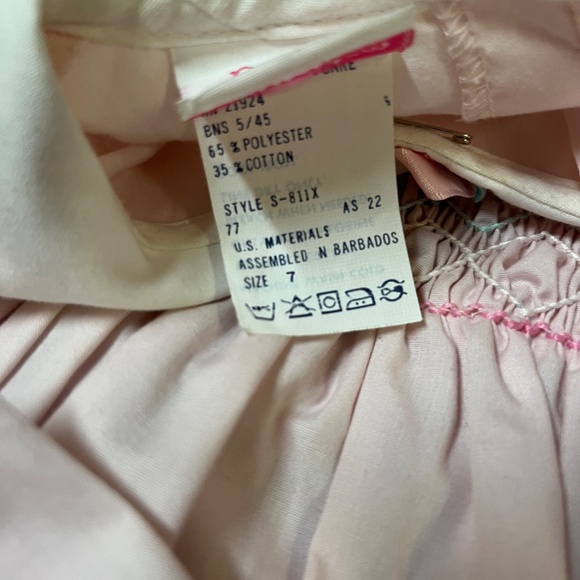 21924
BNS 5/45
65 % POLYESTER
35 % COTTON
STYLE S-811X
77 AS 22
U.S. MATERIALS
ASSEMBLED N BARBADOS
SIZE 7